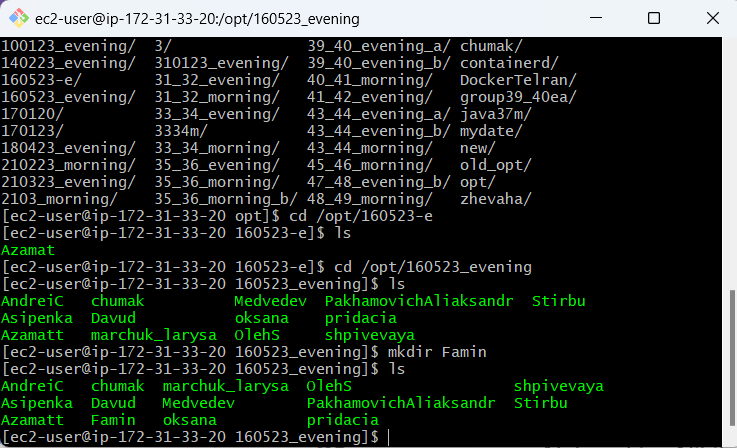 ec2-user@ip-172-31-33-20:/opt/160523_evening
100123_evening/  3/               39_40_evening_a/ chumak/
140223_evening/  310123_evening/  39_40_evening_b/ containerd/
160523-e/        31_32_evening/   40_41_morning/   DockerTelran/
160523_evening/  31_32_morning/   41_42_evening/   group39_40ea/
170120/          33_34_evening/   43_44_evening_a/ java37m/
170123/          3334m/           43_44_evening_b/ mydate/
180423_evening/  33_34_morning/   43_44_morning/   new/
210223_morning/  35_36_evening/   45_46_morning/   old_opt/
210323_evening/  35_36_morning/   47_48_evening_b/ opt/
2103_morning/    35_36_morning_b/ 48_49_morning/   zhevaha/
[ec2-user@ip-172-31-33-20 opt]$ cd /opt/160523-e
[ec2-user@ip-172-31-33-20 160523-e]$ ls
Azamat
[ec2-user@ip-172-31-33-20 160523-e]$ cd /opt/160523_evening
[ec2-user@ip-172-31-33-20 160523_evening]$ ls
AndreiC   chumak          Medvedev  PakhamovichAliaksandr  Stirbu
Asipenka  Davud           oksana    pridacia
Azamatt   marchuk_larysa  OlehS     shpivevaya
[ec2-user@ip-172-31-33-20 160523_evening]$ mkdir Famin
[ec2-user@ip-172-31-33-20 160523_evening]$ ls
AndreiC   chumak  marchuk_larysa  OlehS                  shpivevaya
Asipenka  Davud   Medvedev        PakhamovichAliaksandr  Stirbu
Azamatt   Famin   oksana          pridacia
[ec2-user@ip-172-31-33-20 160523_evening]$